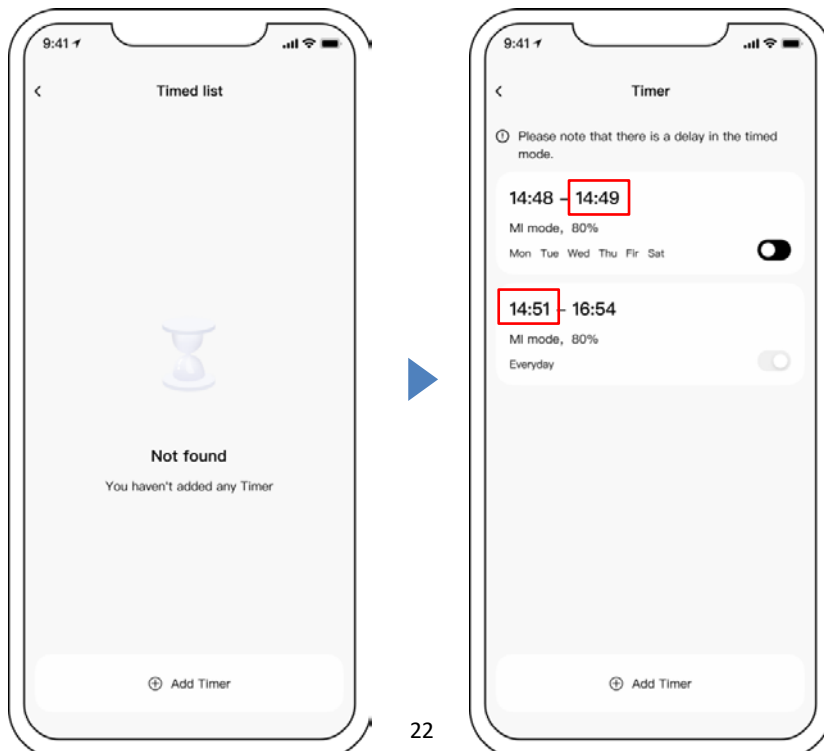 9:41
Timed list
Not found
You haven't added any Timer
Add Timer
9:41
Timer
Please note that there is a delay in the timed
mode.
14:48 – 14:49
MI mode, 80%
Mon Tue Wed Thu Fir Sat
14:51 – 16:54
MI mode, 80%
Everyday
Add Timer
22